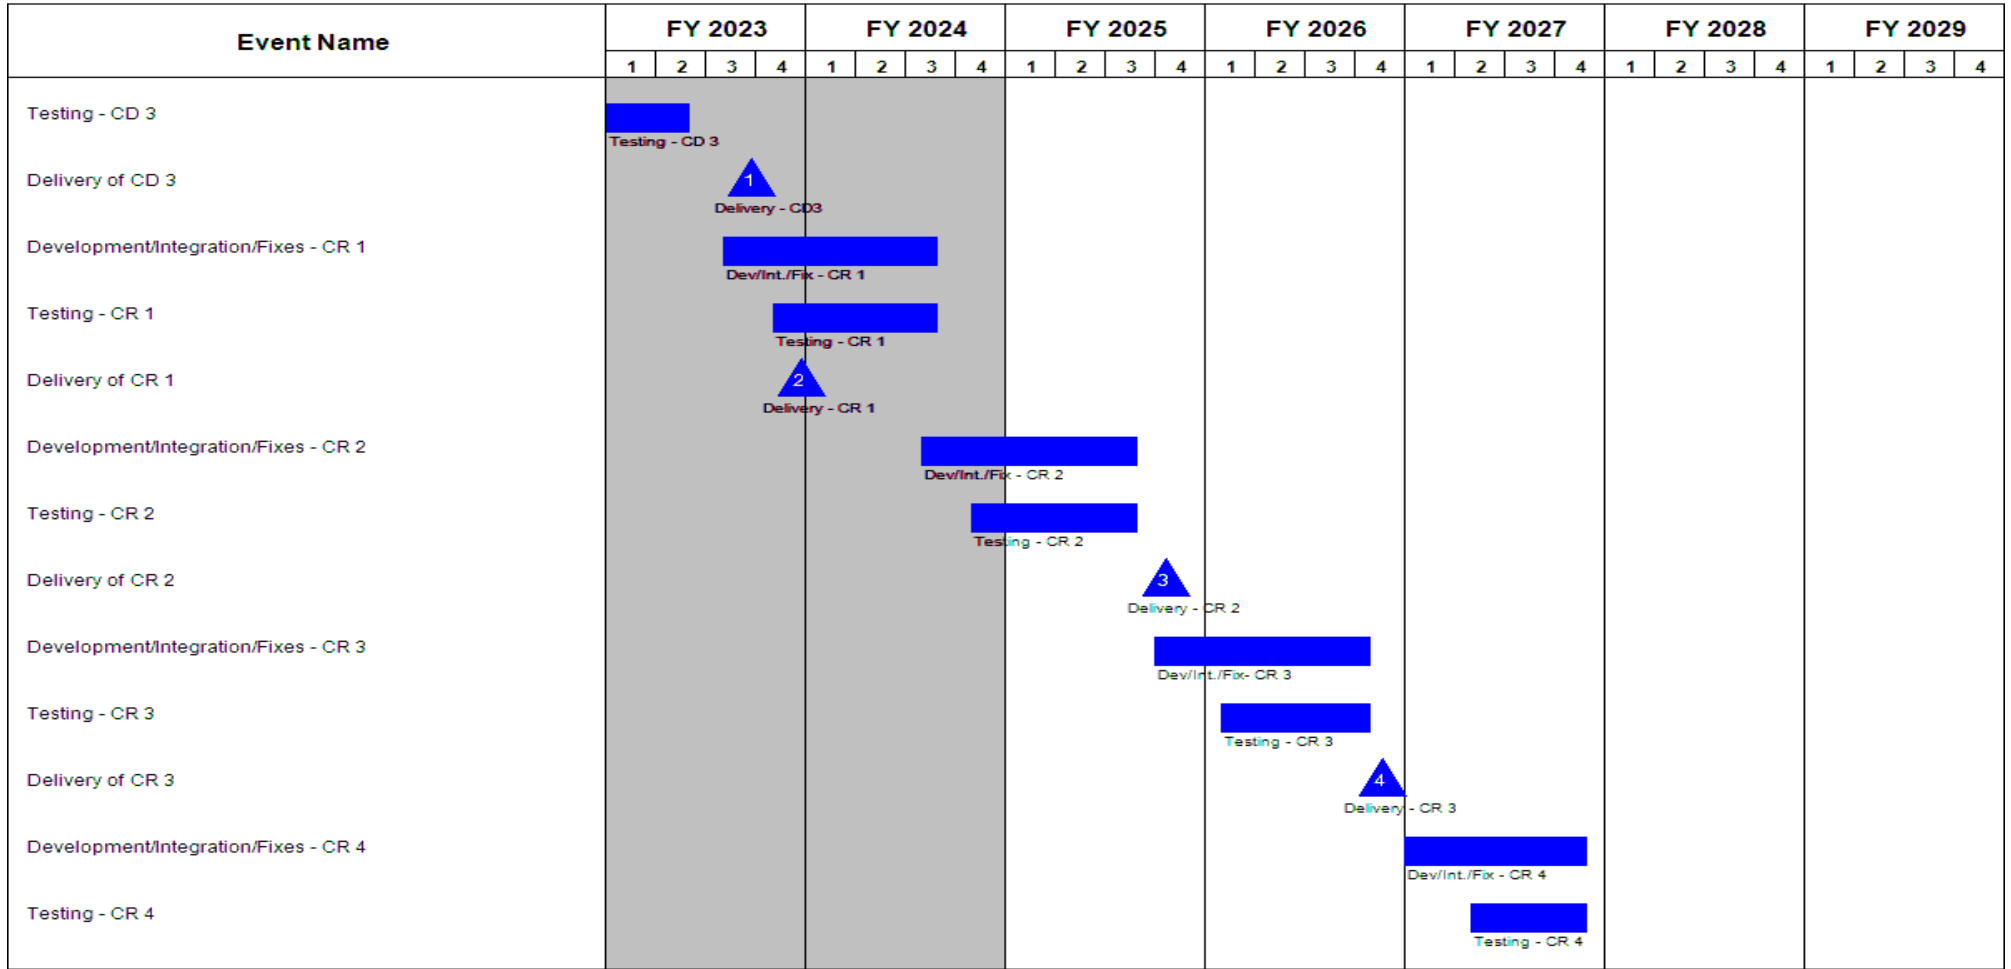 Event Name
FY 2023 FY 2024 FY 2025 FY 2026 FY 2027 FY 2028 FY 2029
1 2 3 4 1 2 3 4 1 2 3 4 1 2 3 4 1 2 3 4 1 2 3 4 1 2 3 4
Testing - CD 3
Testing - CD 3
Delivery of CD 3
1
Delivery - CD3
Development/Integration/Fixes - CR 1
Dev/Int./Fix - CR 1
Testing - CR 1
Testing - CR 1
Delivery of CR 1
2
Delivery - CR 1
Development/Integration/Fixes - CR 2
Dev/Int./Fix - CR 2
Testing - CR 2
Testing - CR 2
Delivery of CR 2
3
Delivery - CR 2
Development/Integration/Fixes - CR 3
Dev/Int./Fix- CR 3
Testing - CR 3
Testing - CR 3
Delivery of CR 3
4
Delivery - CR 3
Development/Integration/Fixes - CR 4
Dev/Int./Fix - CR 4
Testing - CR 4
Testing - CR 4